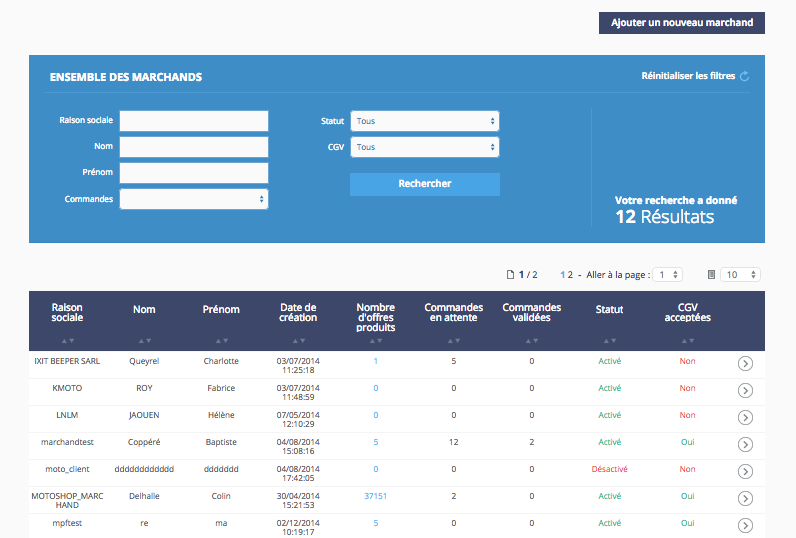 Ajouter un nouveau marchand
ENSEMBLE DES MARCHANDS
Réinitialiser les filtres
Raison sociale
Statut Tous
Nom
CGV Tous
Prénom
Rechercher
Commandes
Votre recherche a donné
12 Résultats
1 / 2 1 2 - Aller à la page : 1 10
Raison sociale Nom Prénom Date de création Nombre d'offres produits Commandes en attente Commandes validées Statut CGV acceptées
IXIT BEEPER SARL Queyrel Charlotte 03/07/2014 11:25:18 1 5 0 Activé Non
KMOTO ROY Fabrice 03/07/2014 11:48:59 0 0 0 Activé Non
LNLM JAOUEN Hélène 07/05/2014 12:10:29 0 0 0 Activé Non
marchandtest Coppéré Baptiste 04/08/2014 15:08:16 5 12 2 Activé Oui
moto_client dddddddddddd ddddddd 04/08/2014 17:42:05 0 0 0 Désactivé Non
MOTOSHOP_MARCHAND Delhalle Colin 30/04/2014 15:21:53 37151 2 0 Activé Oui
mpftest re ma 02/12/2014 10:19:17 5 0 0 Activé Oui